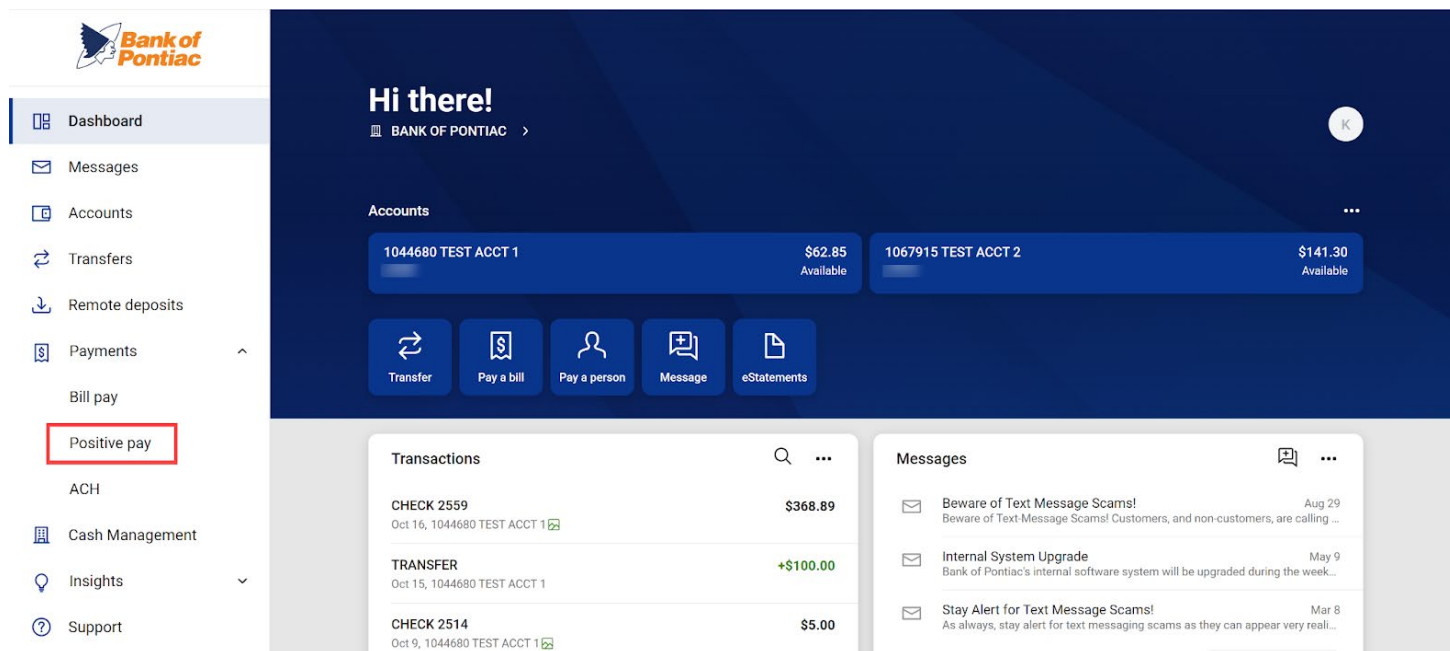 Bank of
Pontiac
Dashboard
Messages
Accounts
Transfers
Remote deposits
Payments
Bill pay
Positive pay
ACH
Cash Management
Insights
Support
Hi there!
BANK OF PONTIAC
K
Accounts
1044680 TEST ACCT 1
$62.85
Available
1067915 TEST ACCT 2
$141.30
Available
Transfer
Pay a bill
Pay a person
Message
eStatements
Transactions
CHECK 2559
$368.89
Oct 16, 1044680 TEST ACCT 1
TRANSFER
+$100.00
Oct 15, 1044680 TEST ACCT 1
CHECK 2514
$5.00
Oct 9, 1044680 TEST ACCT 1
Messages
Beware of Text Message Scams!
Aug 29
Beware of Text-Message Scams! Customers, and non-customers, are calling ...
Internal System Upgrade
May 9
Bank of Pontiac's internal software system will be upgraded during the week...
Stay Alert for Text Message Scams!
Mar 8
As always, stay alert for text messaging scams as they can appear very reali...